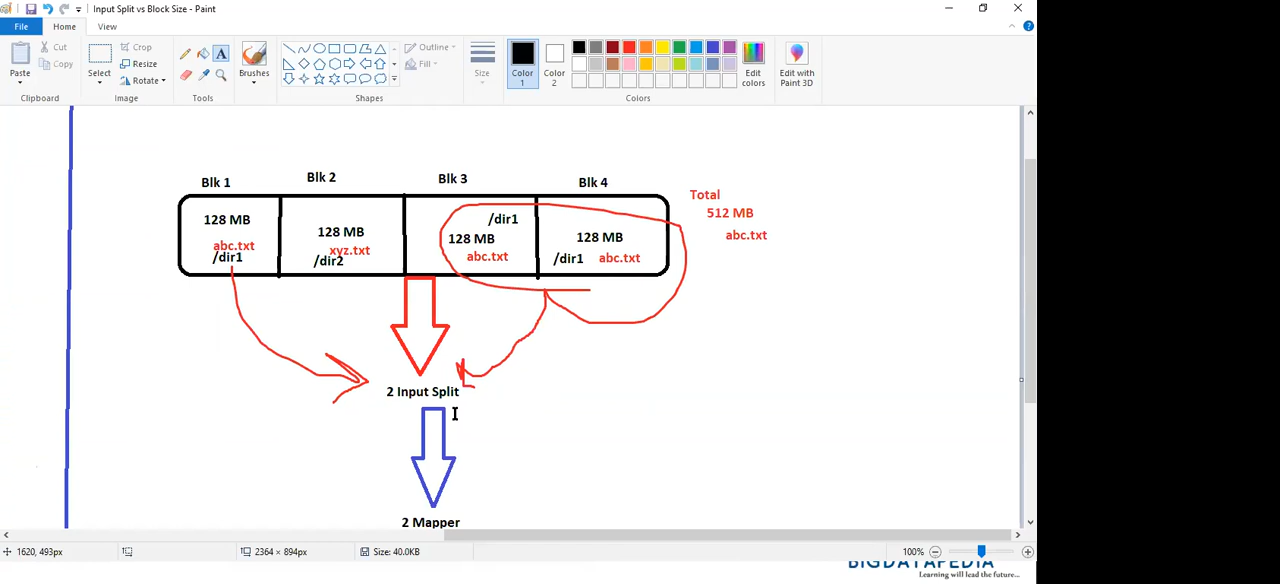 Input Split vs Block Size - Paint
File
Home
View
Paste
Cut
Copy
Clipboard
Select
Crop
Resize
Rotate
Image
A
Tools
Brushes
Shapes
Outline
Fill
Size
Color
1
Color
2
Colors
Edit
colors
Edit with
Paint 3D
Blk 1
Blk 2
Blk 3
Blk 4
128 MB
abc.txt
/dir1
128 MB
xyz.txt
/dir2
/dir1
128 MB
abc.txt
128 MB
/dir1 abc.txt
Total
512 MB
abc.txt
2 Input Split
2 Mapper
1620, 493px
2364 × 894px
Size: 40.0KB
100%
BIGDATAPEDIA
Learning will lead the future...